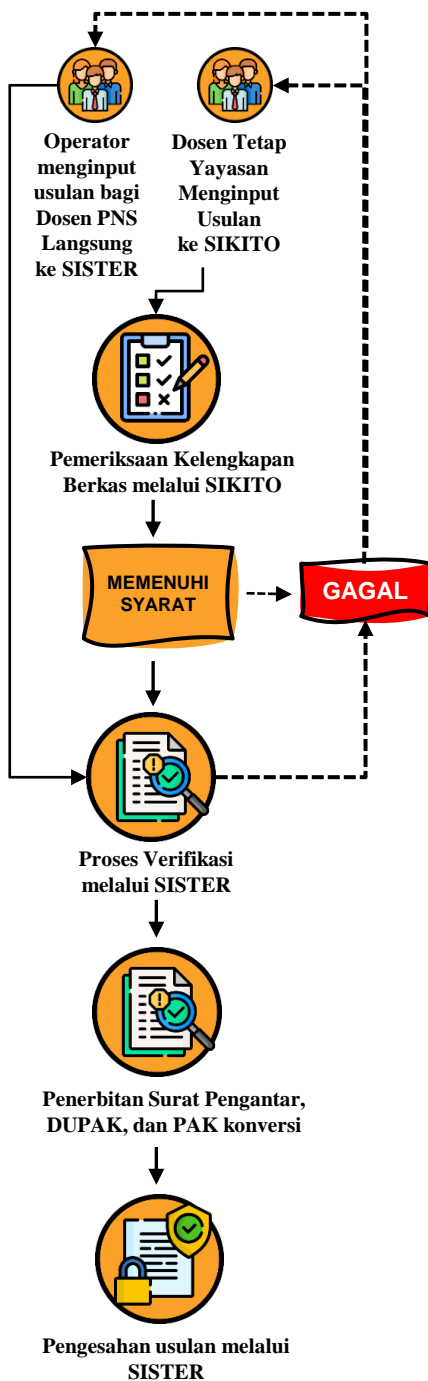 Operator
menginput
usulan bagi
Dosen PNS
Langsung
ke SISTER
Dosen Tetap
Yayasan
Menginput
Usulan
ke SIKITO
Pemeriksaan Kelengkapan
Berkas melalui SIKITO
MEMENUHI
SYARAT
GAGAL
Proses Verifikasi
melalui SISTER
Penerbitan Surat Pengantar,
DUPAK, dan PAK konversi
Pengesahan usulan melalui
SISTER